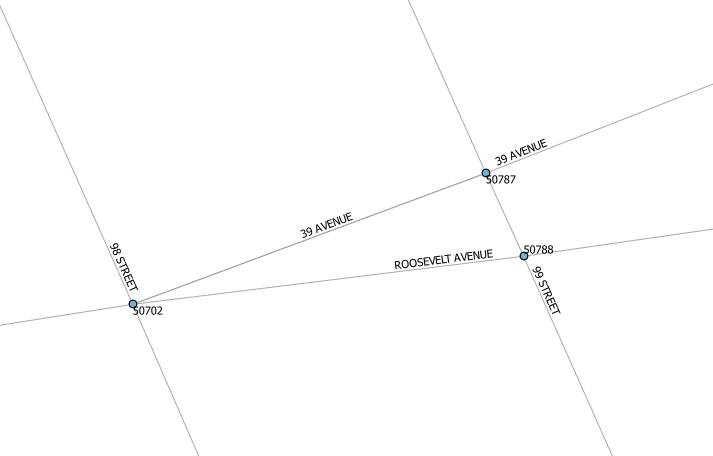 39 AVENUE
50787
39 AVENUE
98 STREET
50788
ROOSEVELT AVENUE
99 STREET
50702